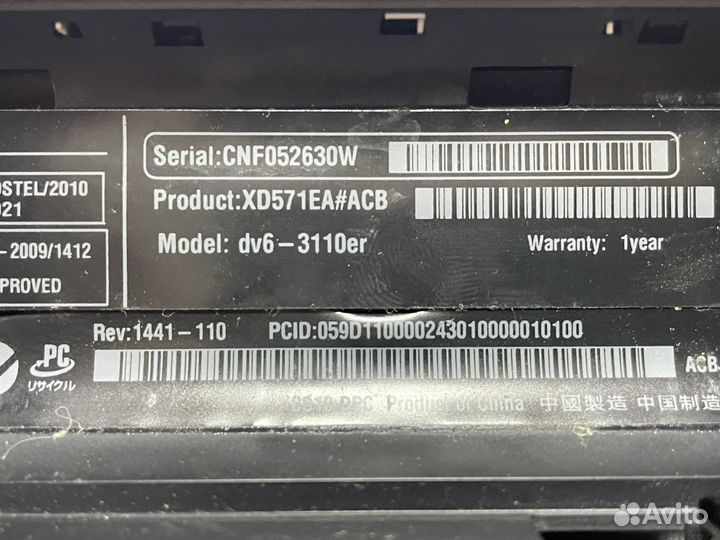 Serial:CNF052630W
OSTEL/2010
021
Product:XD571EA#ACB
- 2009/1412
Model: dv6-3110er
Warranty: 1year
PROVED
Rev:1441-110
PCID:059D110000243010000010100
PC
リサイクル
ACB
Product of China 中國製造 中国制造
Avito